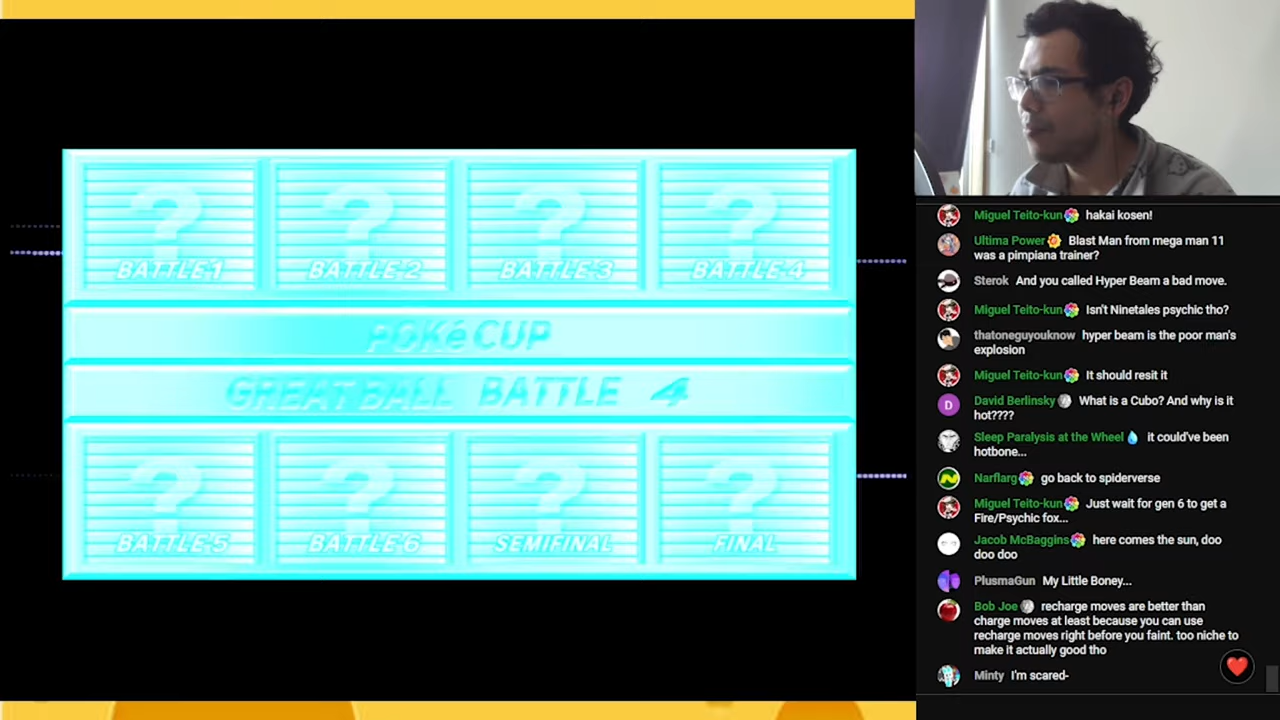 ?
?
?
?
BATTLE 1
BATTLE 2
BATTLE 3
BATTLE 4
POKé CUP
GREAT BALL BATTLE 4
?
?
?
?
BATTLE 5
BATTLE 6
SEMIFINAL
FINAL
Miguel Teito-kun hakai kosen!
Ultima Power Blast Man from mega man 11
was a pimpiana trainer?
Sterok And you called Hyper Beam a bad move.
Miguel Teito-kun Isn't Ninetales psychic tho?
thatoneguyouknow hyper beam is the poor man's
explosion
Miguel Teito-kun It should resit it
D David Berlinsky What is a Cubo? And why is it
hot????
Sleep Paralysis at the Wheel it could've been
hotbone...
Narflarg go back to spiderverse
Miguel Teito-kun Just wait for gen 6 to get a
Fire/Psychic fox...
Jacob McBaggins here comes the sun, doo
doo doo
PlusmaGun My Little Boney...
Bob Joe recharge moves are better than
charge moves at least because you can use
recharge moves right before you faint. too niche to
make it actually good tho
Minty I'm scared-